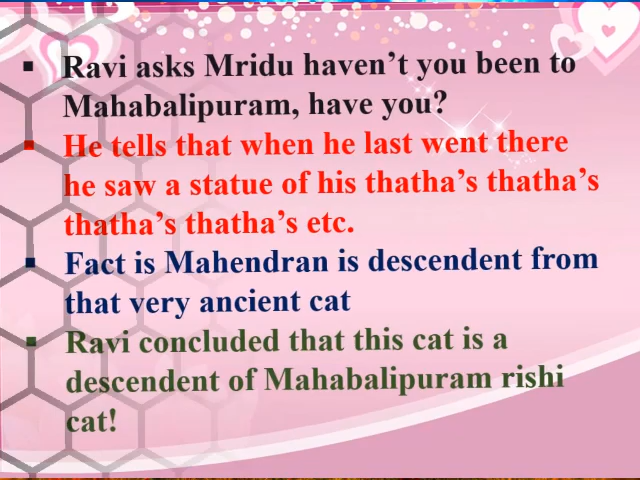 ▪ Ravi asks Mridu haven’t you been to
Mahabalipuram, have you?
▪ He tells that when he last went there
he saw a statue of his thatha’s thatha’s
thatha’s thatha’s etc.
▪ Fact is Mahendran is descendent from
that very ancient cat
▪ Ravi concluded that this cat is a
descendent of Mahabalipuram rishi
cat!